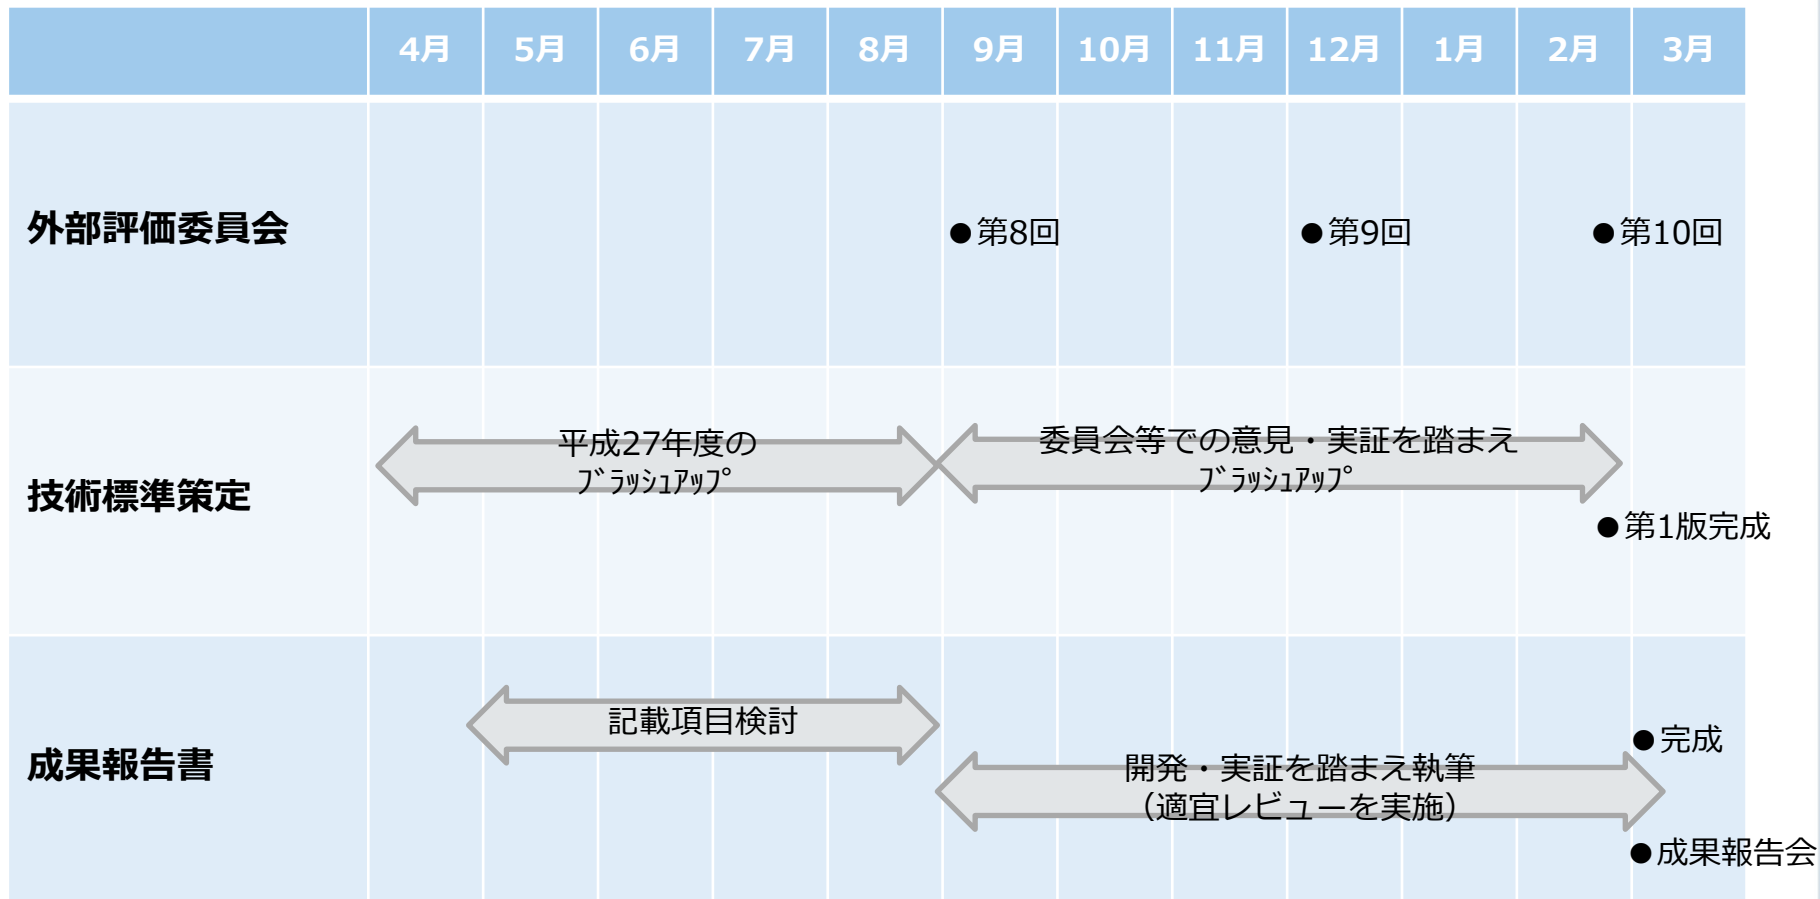 4月 5月 6月 7月 8月 9月 10月 11月 12月 1月 2月 3月
外部評価委員会
●第8回 ●第9回 ●第10回
技術標準策定
平成27年度の
ﾌﾞﾗｯｼｭｱｯﾌﾟ
委員会等での意見・実証を踏まえ
ﾌﾞﾗｯｼｭｱｯﾌﾟ
●第1版完成
成果報告書
記載項目検討
●完成
開発・実証を踏まえ執筆
（適宜レビューを実施）
●成果報告会